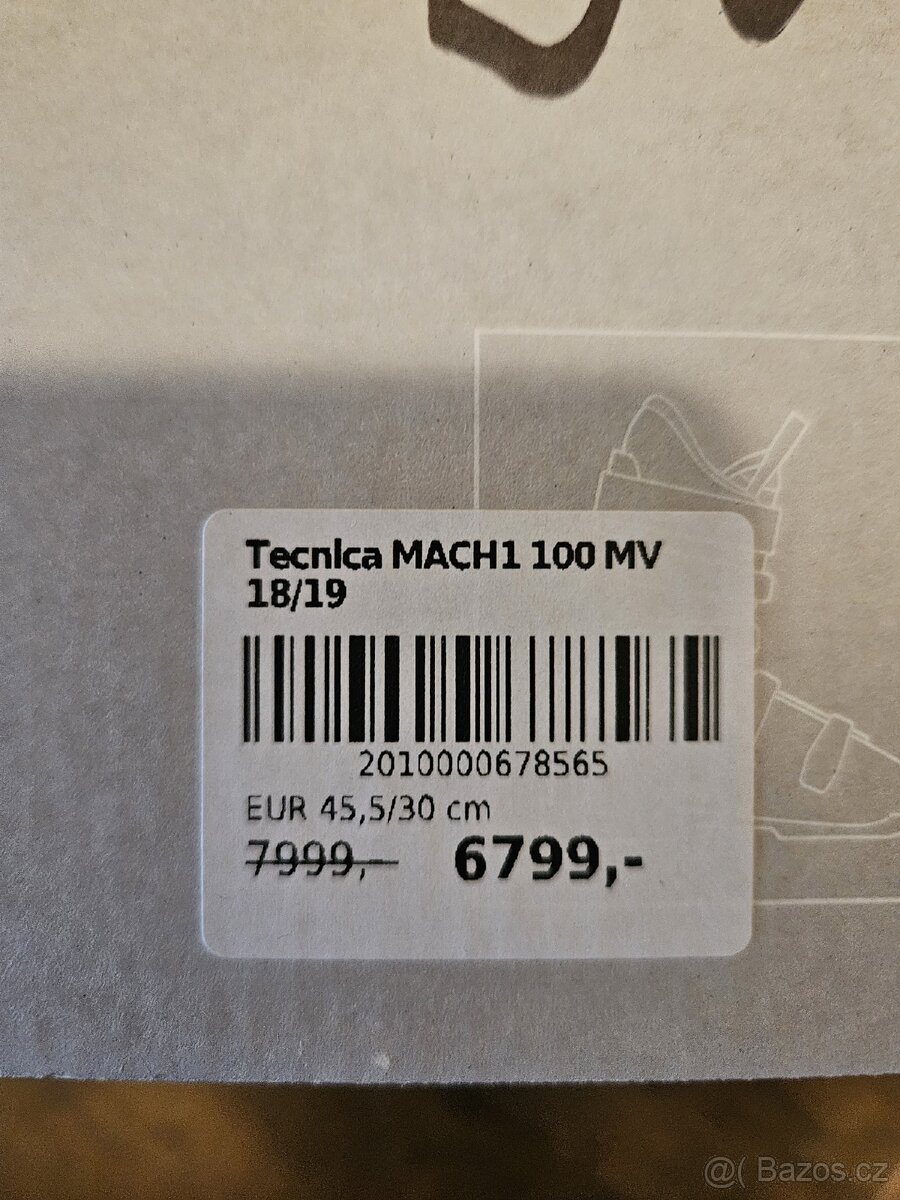 Tecnica MACH1 100 MV
18/19
2010000678565
EUR 45,5/30 cm
7999,- 6799,-
@( Bazos.cz